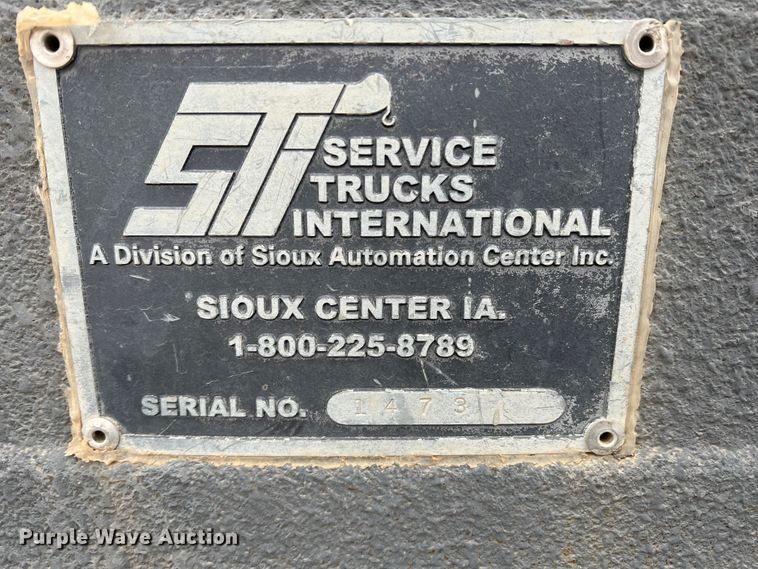 STI
SERVICE
TRUCKS
INTERNATIONAL
A Division of Sioux Automation Center Inc.
SIOUX CENTER IA.
1-800-225-8789
SERIAL NO. 1473
Purple Wave Auction